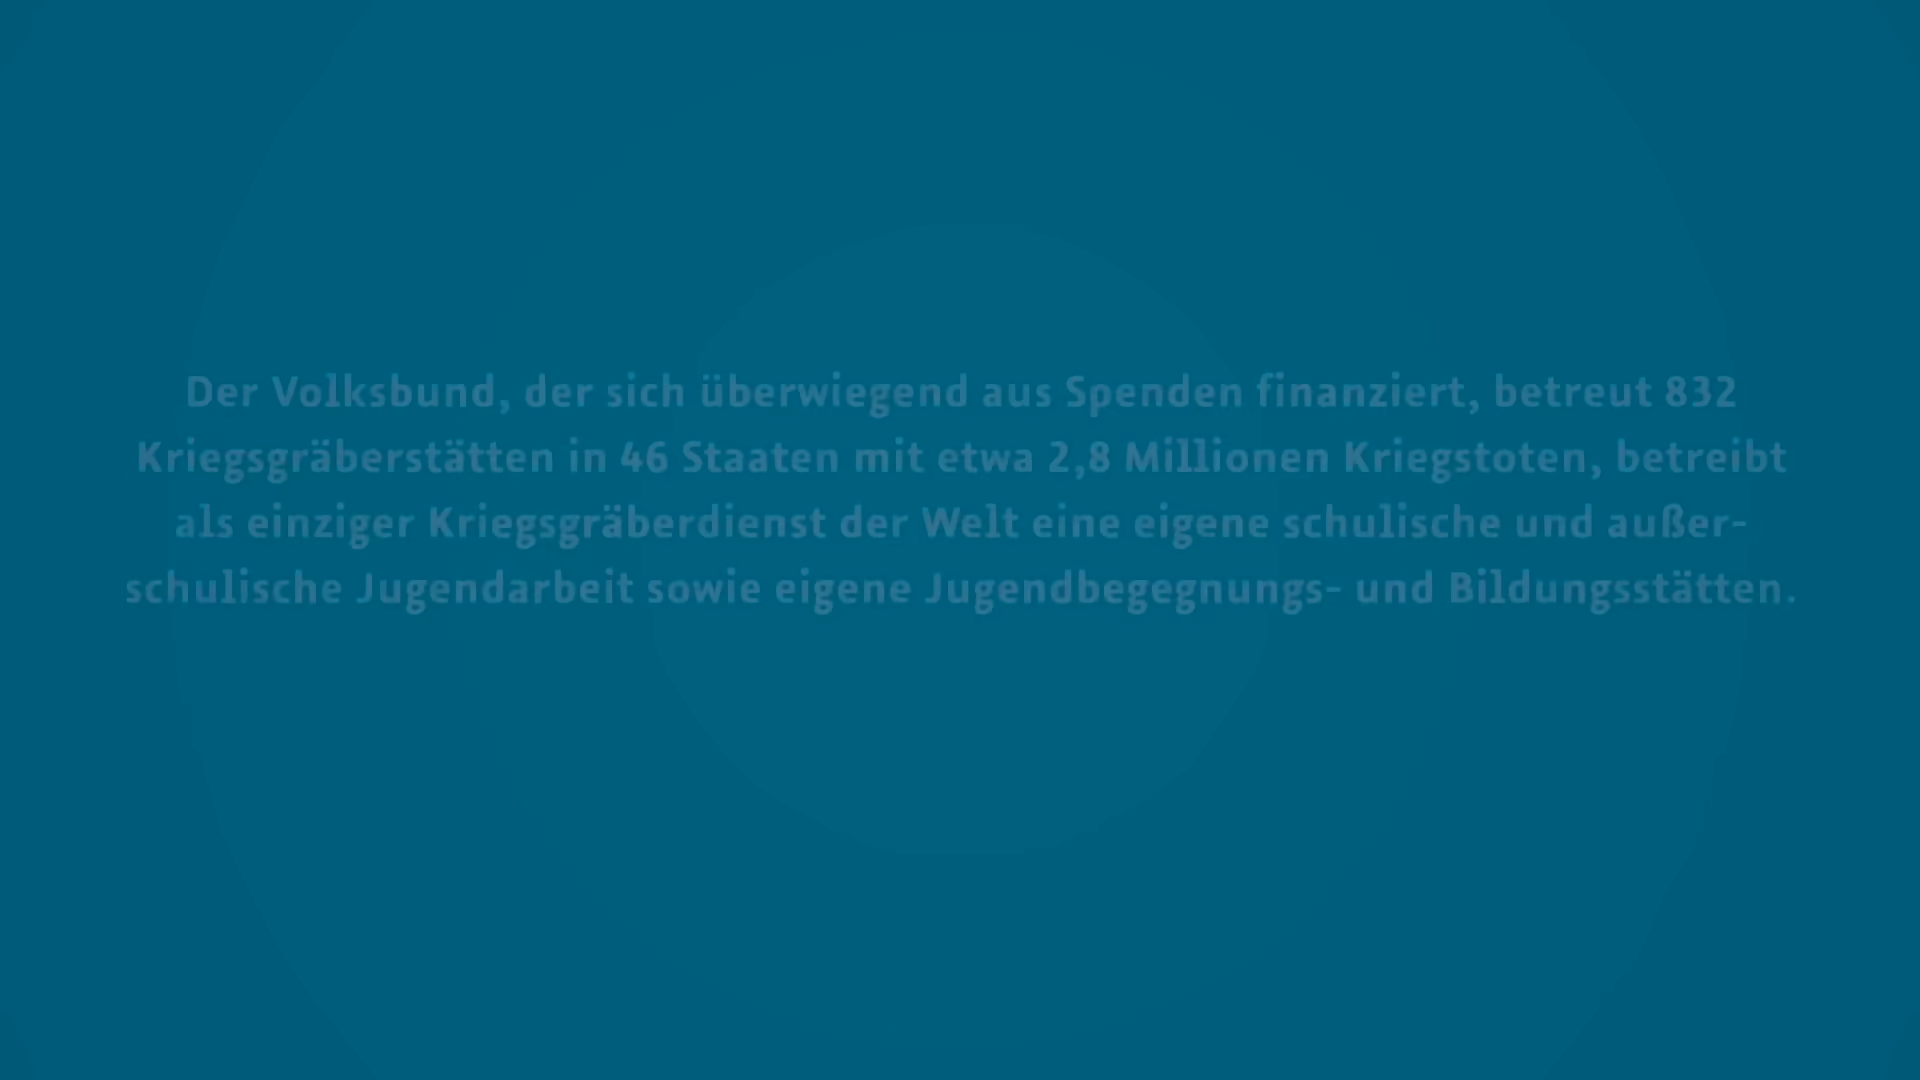 Der Volksbund, der sich überwiegend aus Spenden finanziert, betreut 832
Kriegsgräberstätten in 46 Staaten mit etwa 2,8 Millionen Kriegstoten, betreibt
als einziger Kriegsgräberdienst der Welt eine eigene schulische und außer-
schulische Jugendarbeit sowie eigene Jugendbegegnungs- und Bildungsstätten.